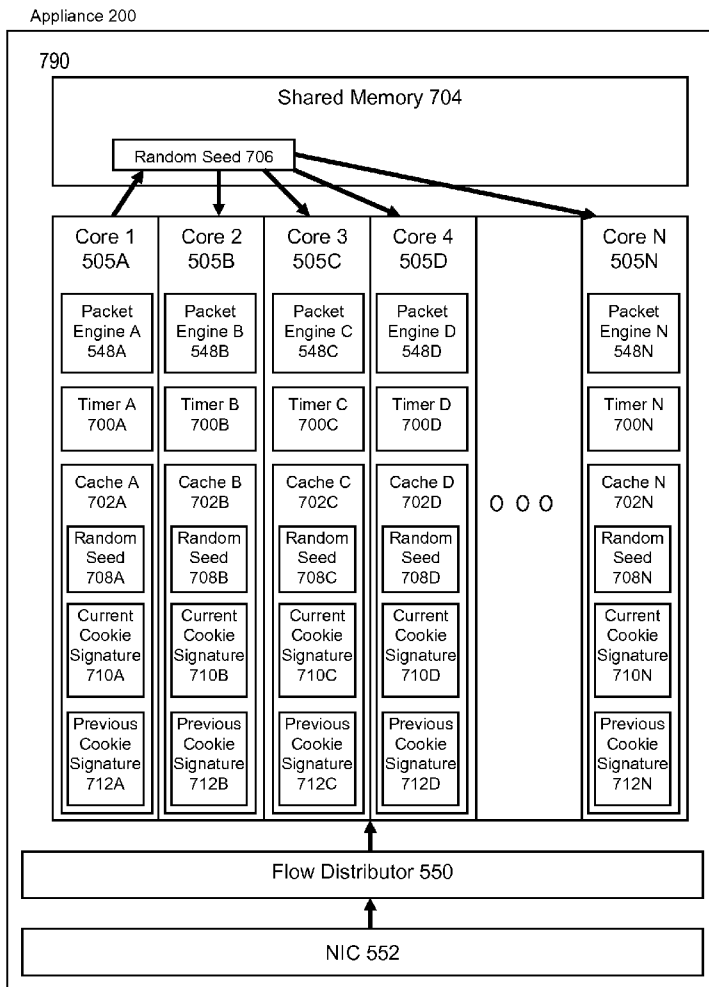 Appliance 200
790
Shared Memory 704
Random Seed 706
Core 1
505A
Packet
Engine A
548A
Timer A
700A
Cache A
702A
Random
Seed
708A
Current
Cookie
Signature
710A
Previous
Cookie
Signature
712A
Core 2
505B
Packet
Engine B
548B
Timer B
700B
Cache B
702B
Random
Seed
708B
Current
Cookie
Signature
710B
Previous
Cookie
Signature
712B
Core 3
505C
Packet
Engine C
548C
Timer C
700C
Cache C
702C
Random
Seed
708C
Current
Cookie
Signature
710C
Previous
Cookie
Signature
712C
Core 4
505D
Packet
Engine D
548D
Timer D
700D
Cache D
702D
Random
Seed
708D
Current
Cookie
Signature
710D
Previous
Cookie
Signature
712D
O O O
Core N
505N
Packet
Engine N
548N
Timer N
700N
Cache N
702N
Random
Seed
708N
Current
Cookie
Signature
710N
Previous
Cookie
Signature
712N
Flow Distributor 550
NIC 552